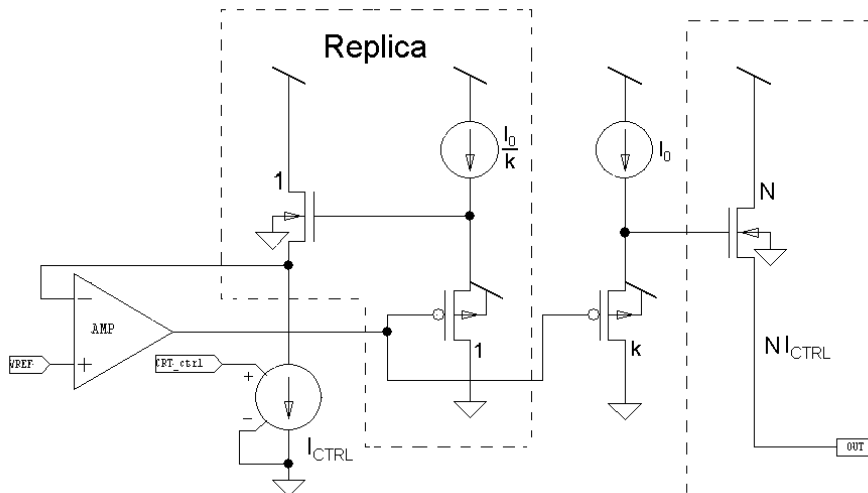 Replica
I0
k
I0
1
N
AMP
VREF
CRT_ctrl
+
-
-
+
ICTRL
1
k
NICTRL
OUT